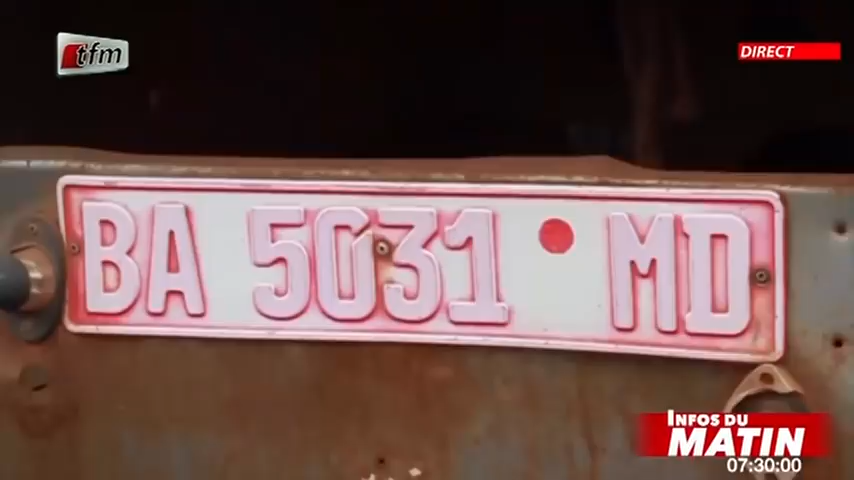 tfm
DIRECT
BA 5031 MD
INFOS DU
MATIN
07:30:00